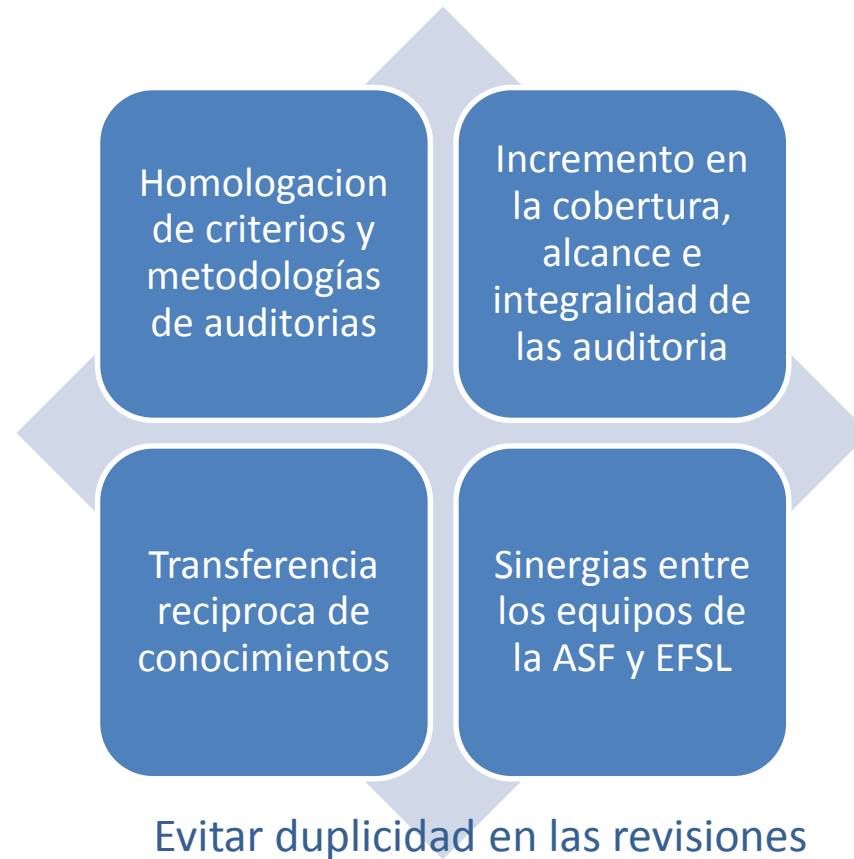 Homologacion
de criterios y
metodologías
de auditorias
Incremento en
la cobertura,
alcance e
integralidad de
las auditoria
Transferencia
reciproca de
conocimientos
Sinergias entre
los equipos de
la ASF y EFSL
Evitar duplicidad en las revisiones